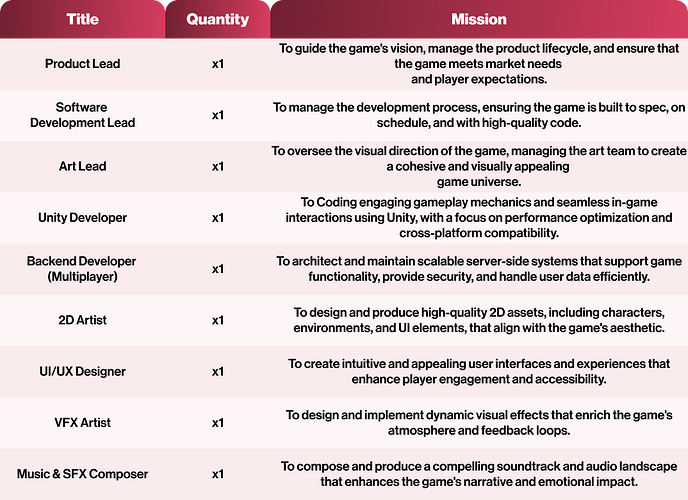 Title Quantity Mission
Product Lead x1 To guide the game's vision, manage the product lifecycle, and ensure that
the game meets market needs
and player expectations.
Software
Development Lead x1 To manage the development process, ensuring the game is built to spec, on
schedule, and with high-quality code.
Art Lead x1 To oversee the visual direction of the game, managing the art team to create
a cohesive and visually appealing
game universe.
Unity Developer x1 To Coding engaging gameplay mechanics and seamless in-game
interactions using Unity, with a focus on performance optimization and
cross-platform compatibility.
Backend Developer
(Multiplayer) x1 To architect and maintain scalable server-side systems that support game
functionality, provide security, and handle user data efficiently.
2D Artist x1 To design and produce high-quality 2D assets, including characters,
environments, and UI elements, that align with the game's aesthetic.
UI/UX Designer x1 To create intuitive and appealing user interfaces and experiences that
enhance player engagement and accessibility.
VFX Artist x1 To design and implement dynamic visual effects that enrich the game's
atmosphere and feedback loops.
Music & SFX Composer x1 To compose and produce a compelling soundtrack and audio landscape
that enhances the game's narrative and emotional impact.